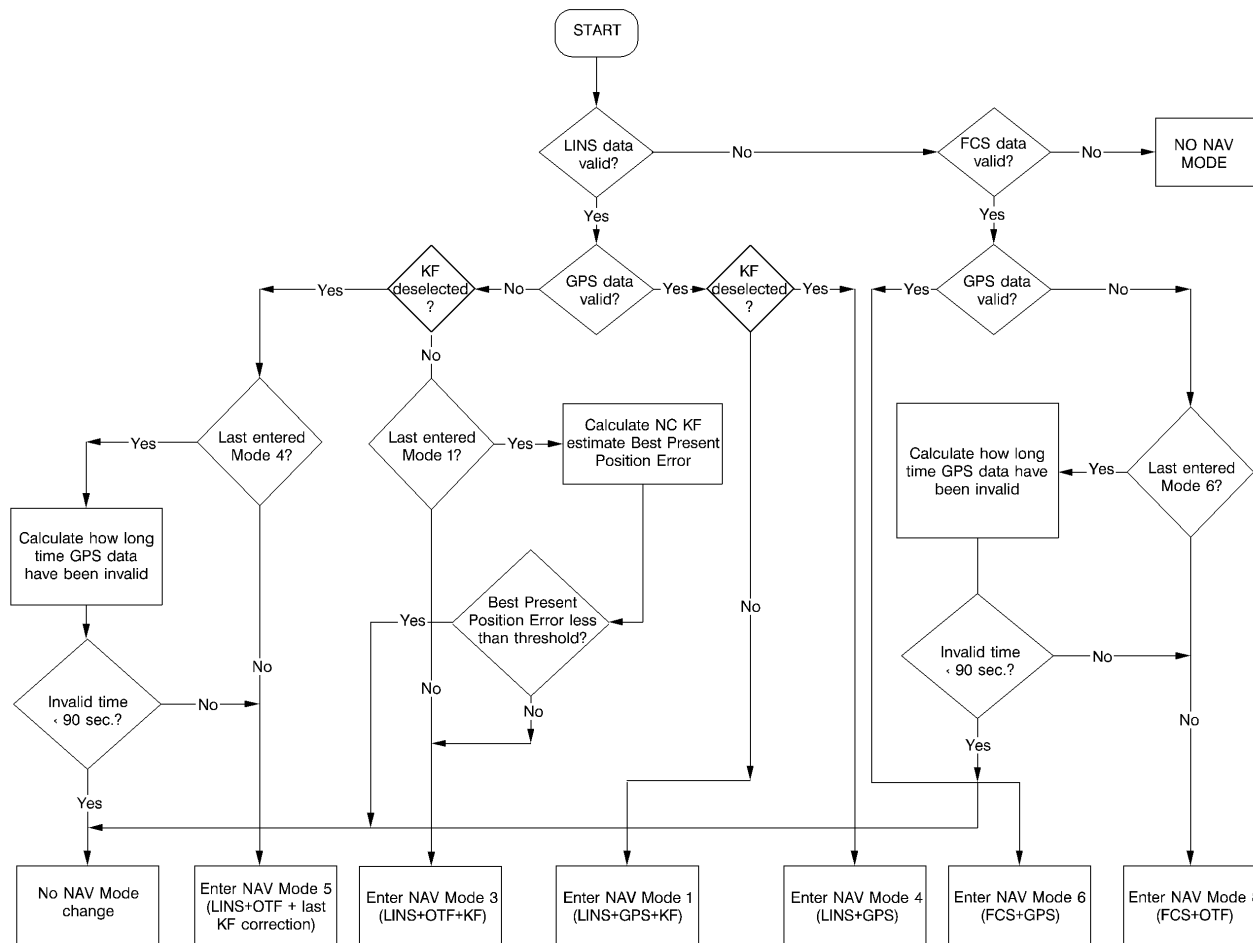 START
LINS data
valid?
No
FCS data
valid?
No
NO NAV
MODE
Yes
Yes
KF
deselected
?
Yes
No
GPS data
valid?
Yes
KF
deselected
?
Yes
Yes
GPS data
valid?
No
No
Last entered
Mode 4?
Yes
Last entered
Mode 1?
Yes
Calculate NC KF
estimate Best Present
Position Error
Calculate how long
time GPS data have
been invalid
Yes
Last entered
Mode 6?
Calculate how long
time GPS data
have been invalid
Best Present
Position Error less
than threshold?
Yes
No
No
Invalid time
< 90 sec.?
No
No
No
Invalid time
< 90 sec.?
No
No
Yes
Yes
No NAV Mode
change
Enter NAV Mode 5
(LINS+OTF + last
KF correction)
Enter NAV Mode 3
(LINS+OTF+KF)
Enter NAV Mode 1
(LINS+GPS+KF)
Enter NAV Mode 4
(LINS+GPS)
Enter NAV Mode 6
(FCS+GPS)
Enter NAV Mode
(FCS+OTF)